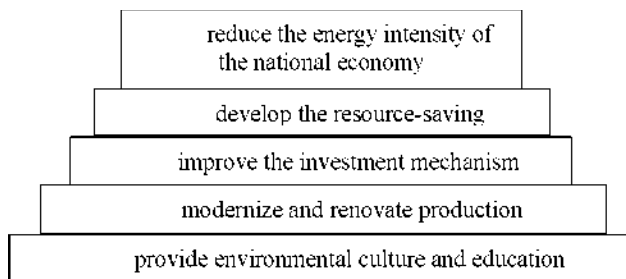 reduce the energy intensity of
the national economy
develop the resource-saving
improve the investment mechanism
modernize and renovate production
provide environmental culture and education